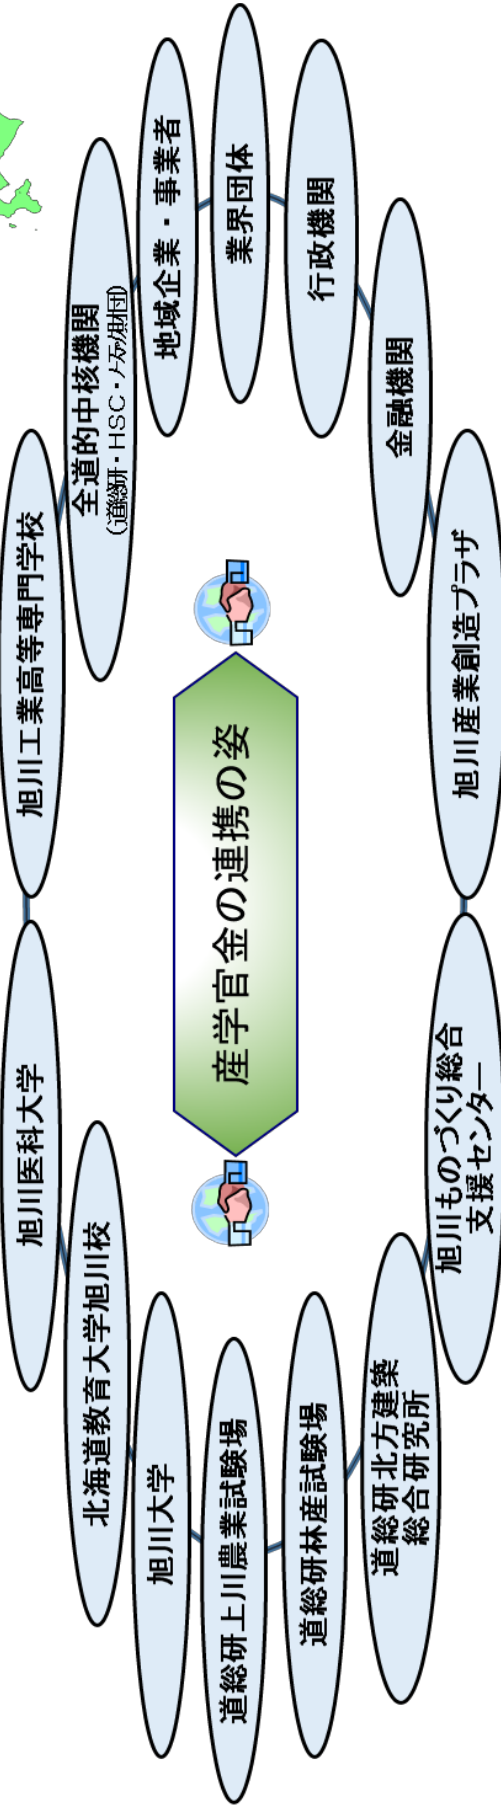 旭川医科大学
旭川工業高等専門学校
北海道教育大学旭川校
全道的中核機関
(道総研・HSC・ノーステック財団)
旭川大学
地域企業・事業者
道総研上川農業試験場
産学官金の連携の姿
業界団体
道総研林産試験場
行政機関
道総研北方建築
総合研究所
金融機関
旭川ものづくり総合
支援センター
旭川産業創造プラザ